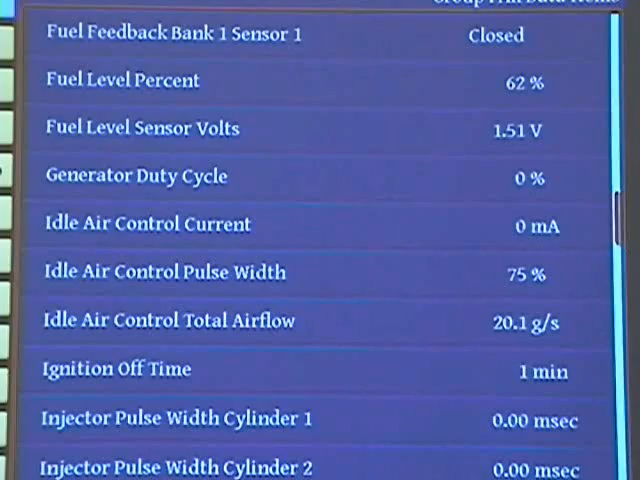 Fuel Feedback Bank 1 Sensor 1 Closed
Fuel Level Percent 62 %
Fuel Level Sensor Volts 1.51 V
Generator Duty Cycle 0 %
Idle Air Control Current 0 mA
Idle Air Control Pulse Width 75 %
Idle Air Control Total Airflow 20.1 g/s
Ignition Off Time 1 min
Injector Pulse Width Cylinder 1 0.00 msec
Injector Pulse Width Cylinder 2 0.00 msec